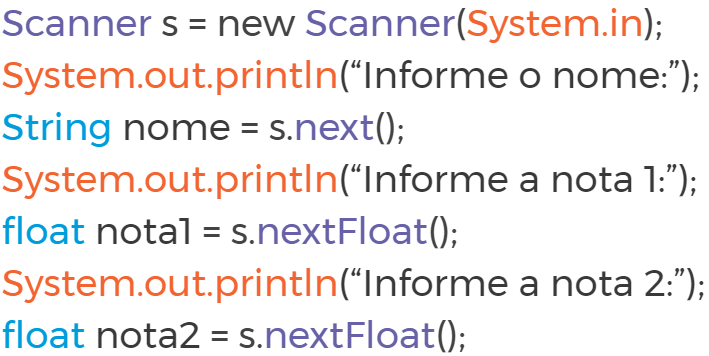 Scanner s = new Scanner(System.in);
System.out.println(“Informe o nome:”);
String nome = s.next();
System.out.println(“Informe a nota 1:”);
float nota1 = s.nextFloat();
System.out.println(“Informe a nota 2:”);
float nota2 = s.nextFloat();